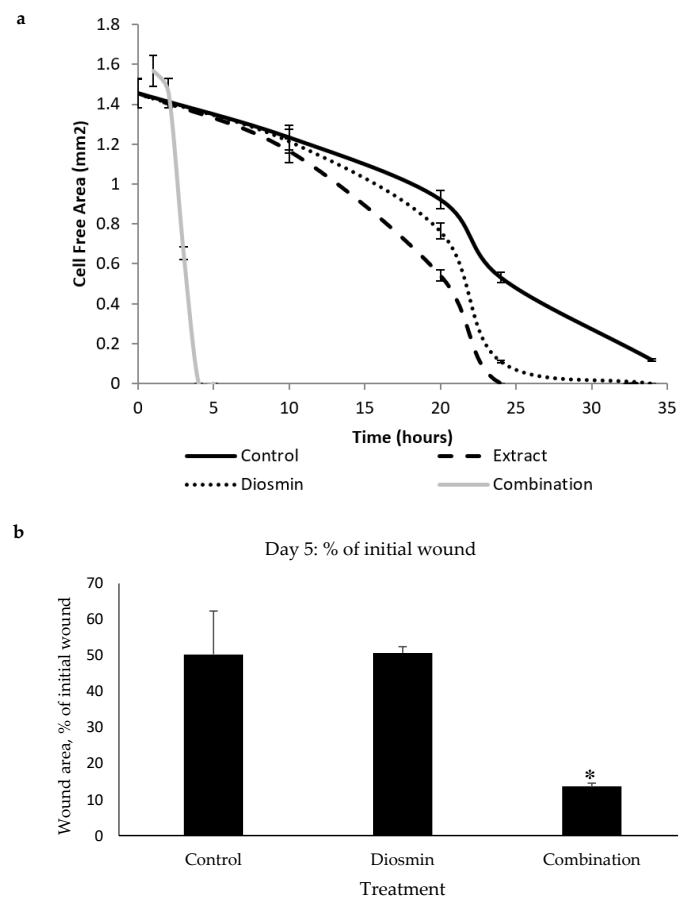 a
1.8
1.6
1.4
1.2
1
0.8
0.6
0.4
0.2
0
Cell Free Area (mm2)
0 5 10 15 20 25 30 35
Time (hours)
Control Extract
Diosmin Combination
b
Day 5: % of initial wound
70
60
50
40
30
20
10
0
Wound area, % of initial wound
*
Control Diosmin Combination
Treatment